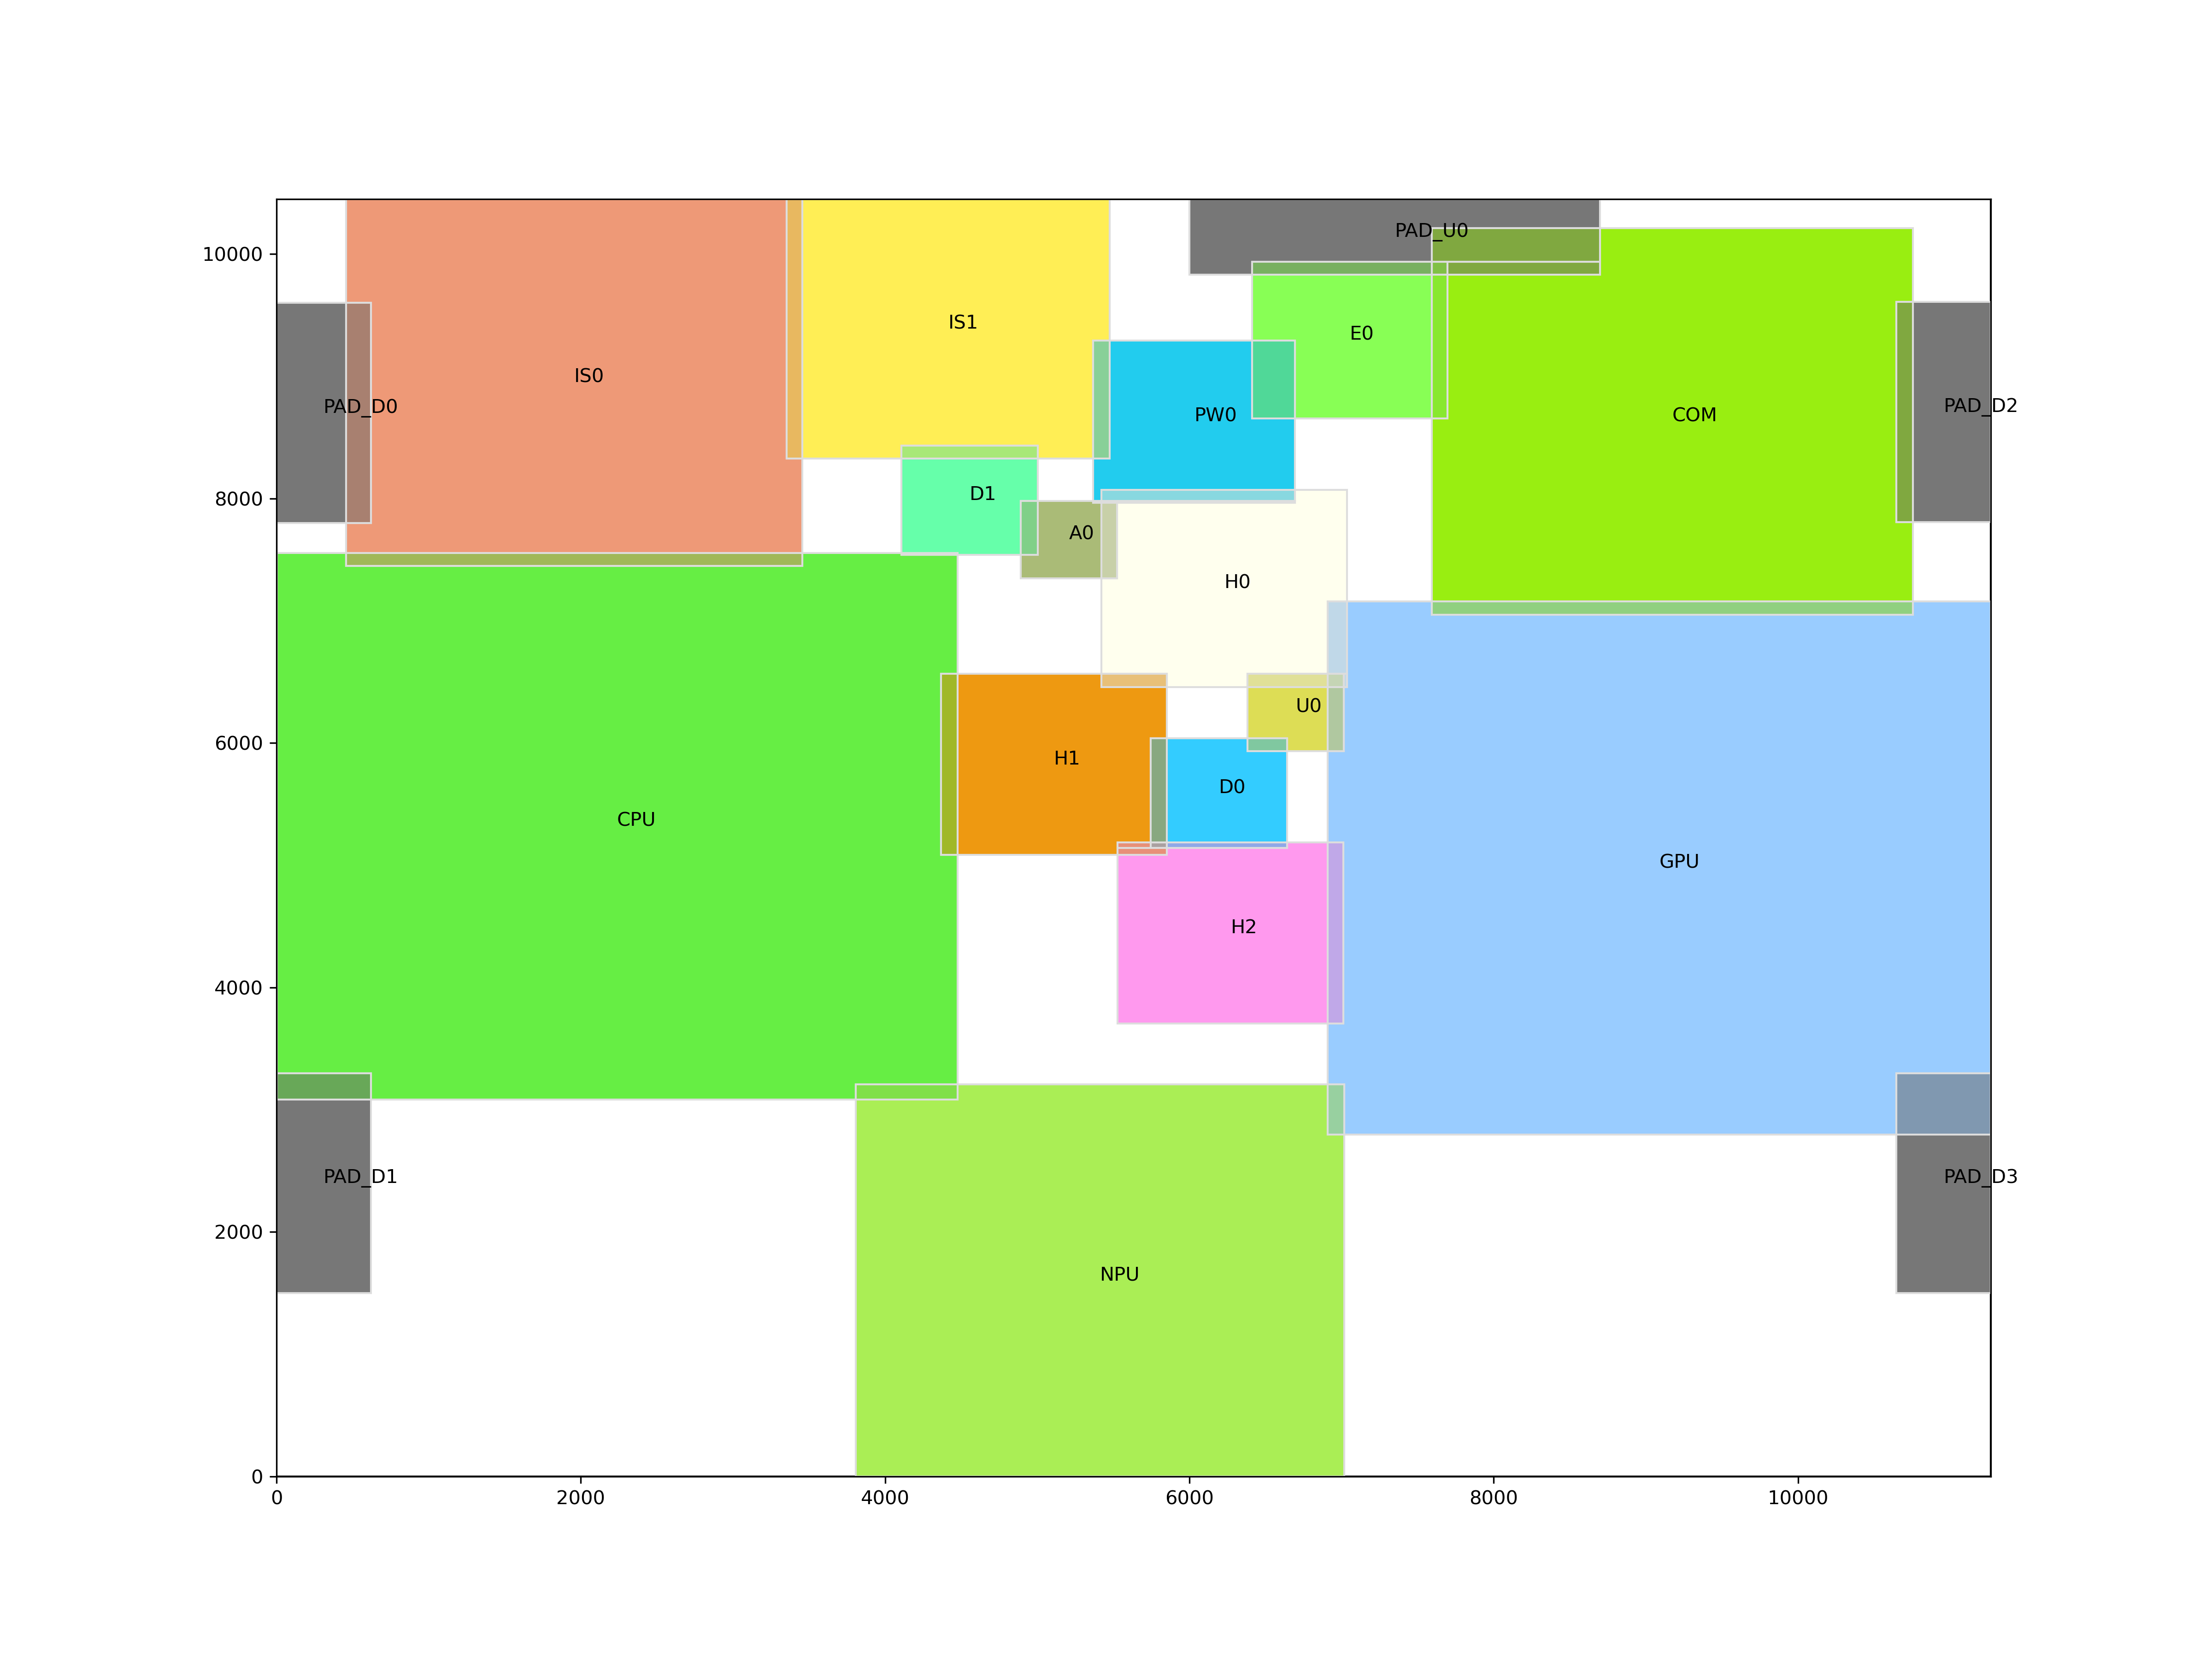 PAD_U0
10000
IS1
E0
IS0
PAD_D0
PAD_D2
PW0
COM
8000
D1
A0
H0
U0
6000
H1
D0
CPU
GPU
H2
4000
PAD_D1
PAD_D3
2000
NPU
0
0 2000 4000 6000 8000 10000